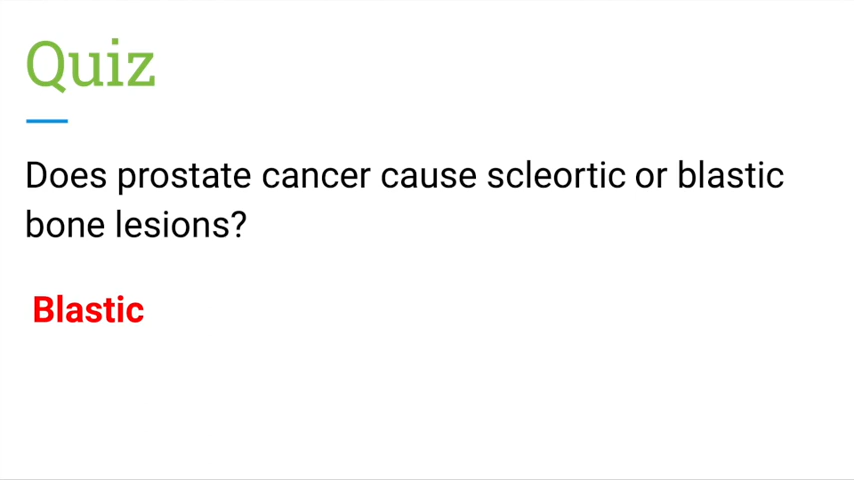 Quiz
Does prostate cancer cause scleortic or blastic
bone lesions?
Blastic